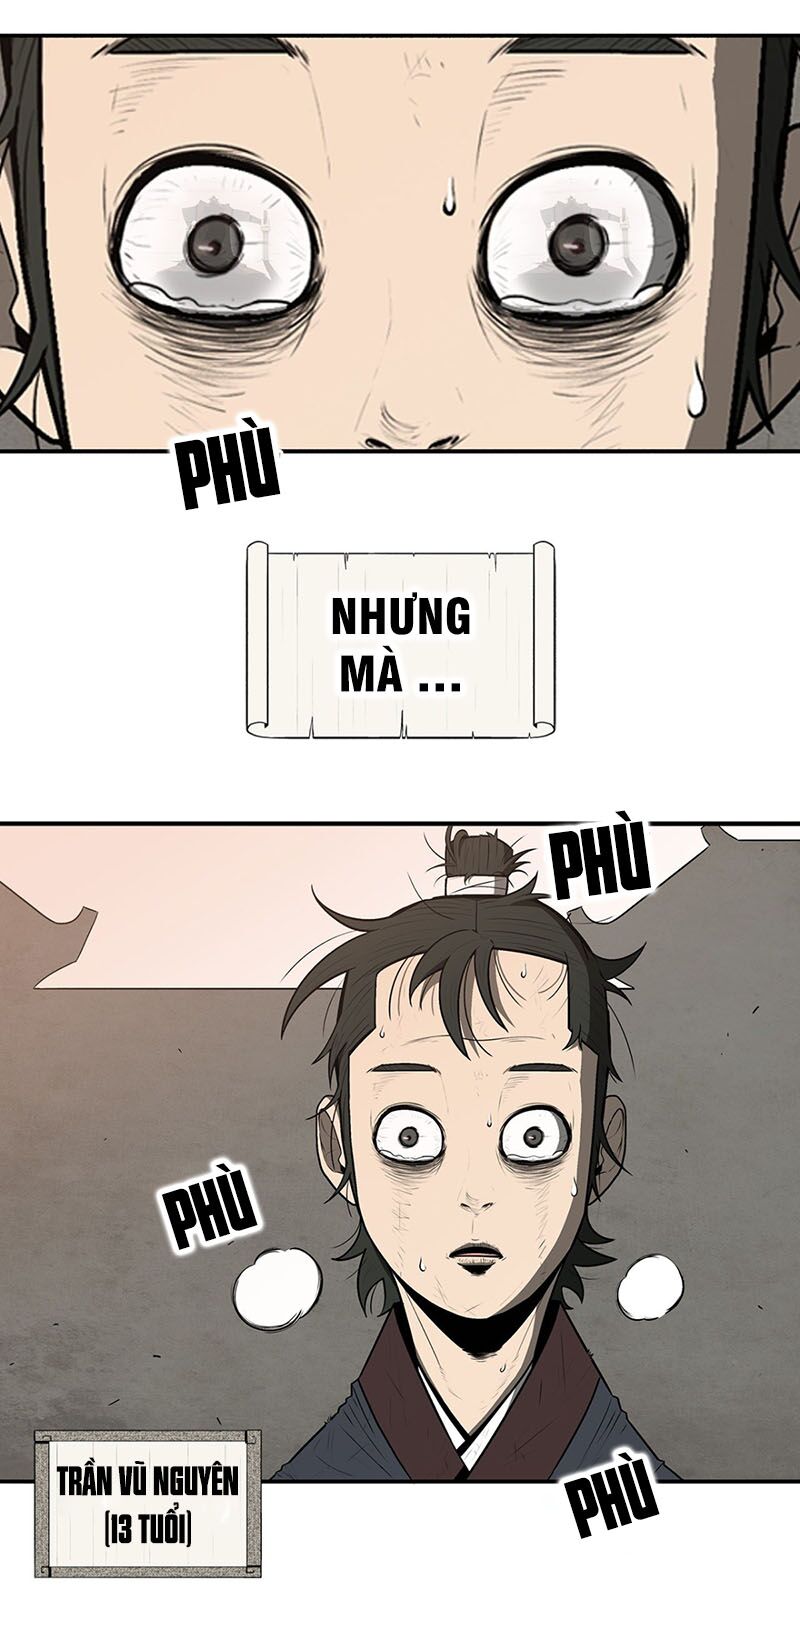 PHÙ
NHƯNG
MÀ ...
PHÙ
PHÙ
TRẦN VŨ NGUYÊN
(13 TUỔI)
PHÙ